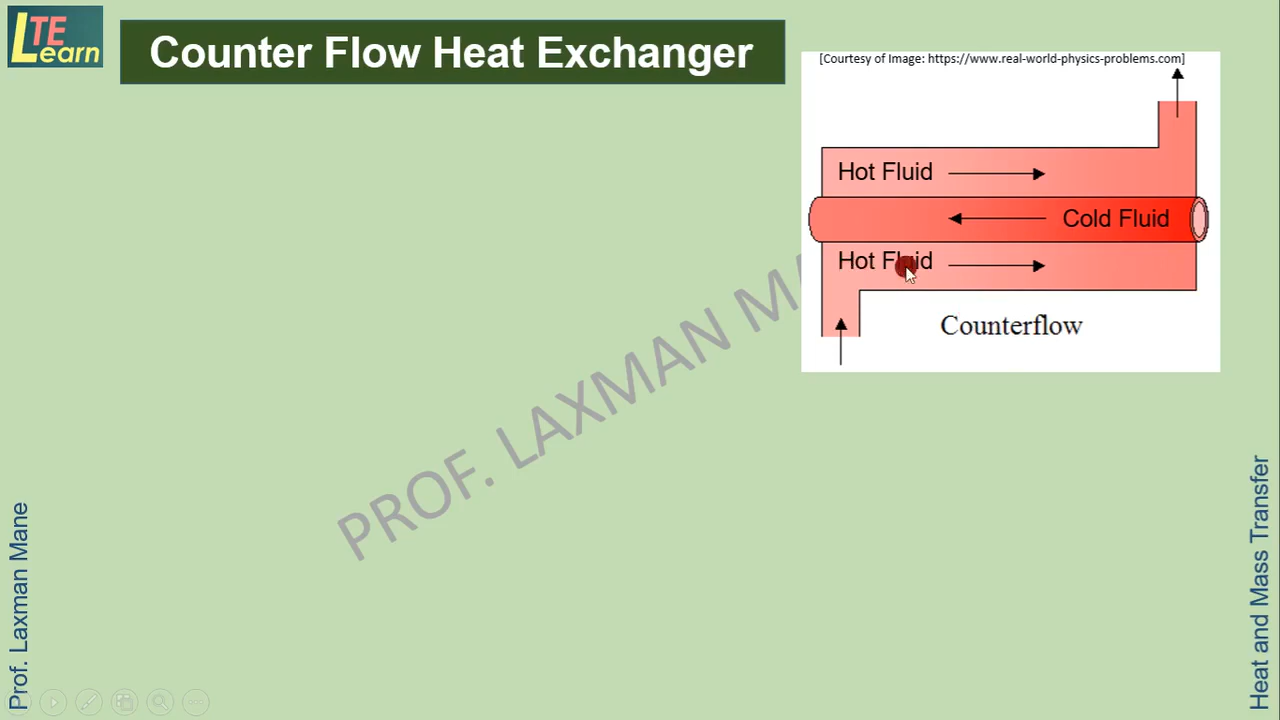 LTE
Learn
Counter Flow Heat Exchanger
[Courtesy of Image: https://www.real-world-physics-problems.com]
Hot Fluid
Cold Fluid
Hot Fluid
Counterflow
PROF. LAXMAN MA
Prof. Laxman Mane
Heat and Mass Transfer